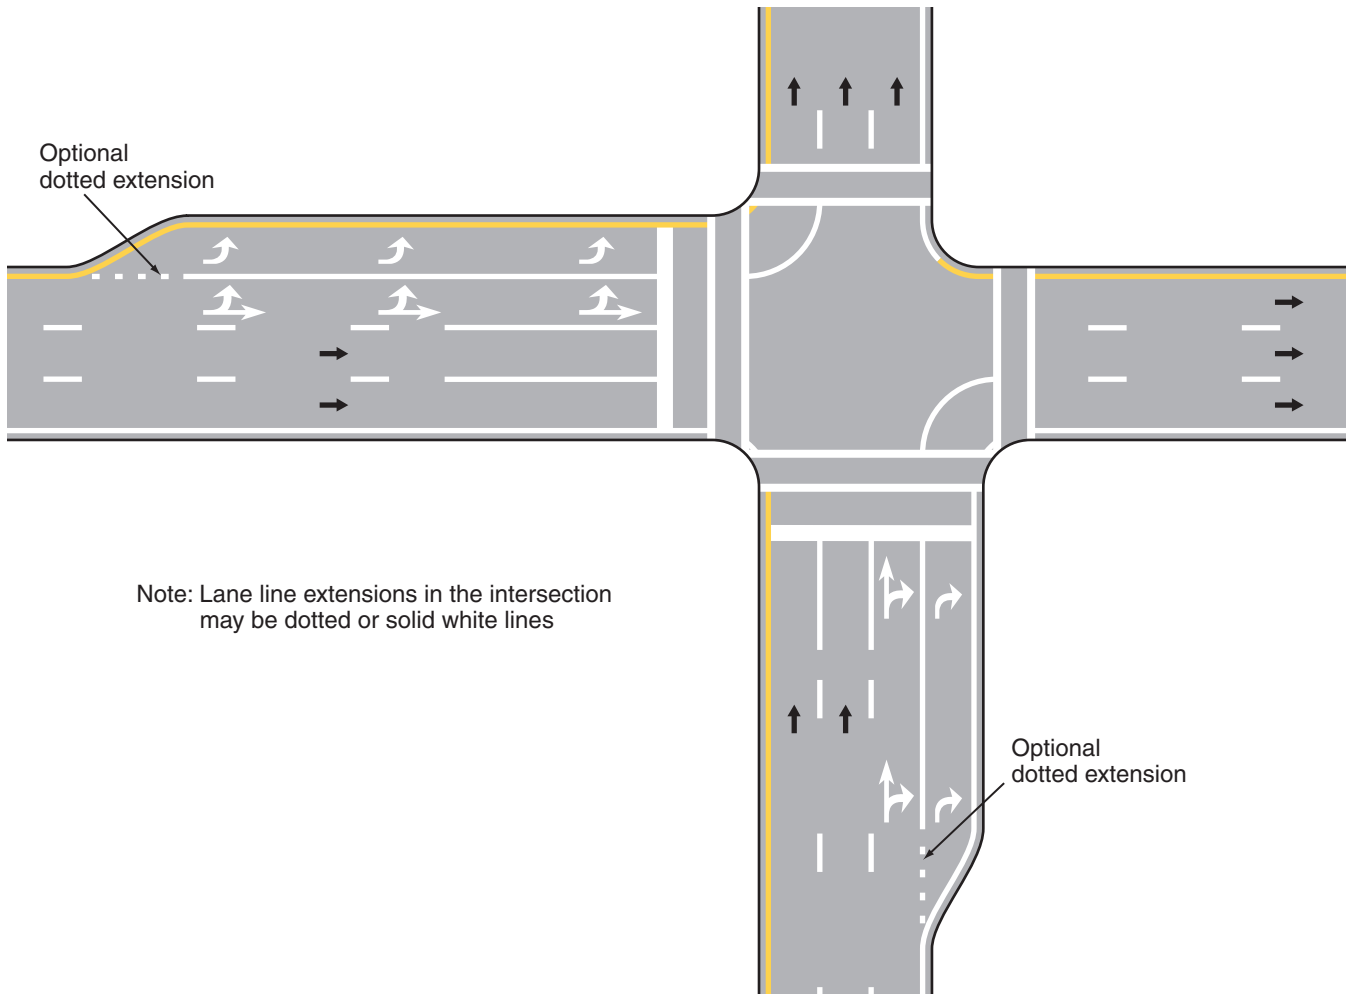 Optional
dotted extension
Note: Lane line extensions in the intersection
may be dotted or solid white lines
Optional
dotted extension